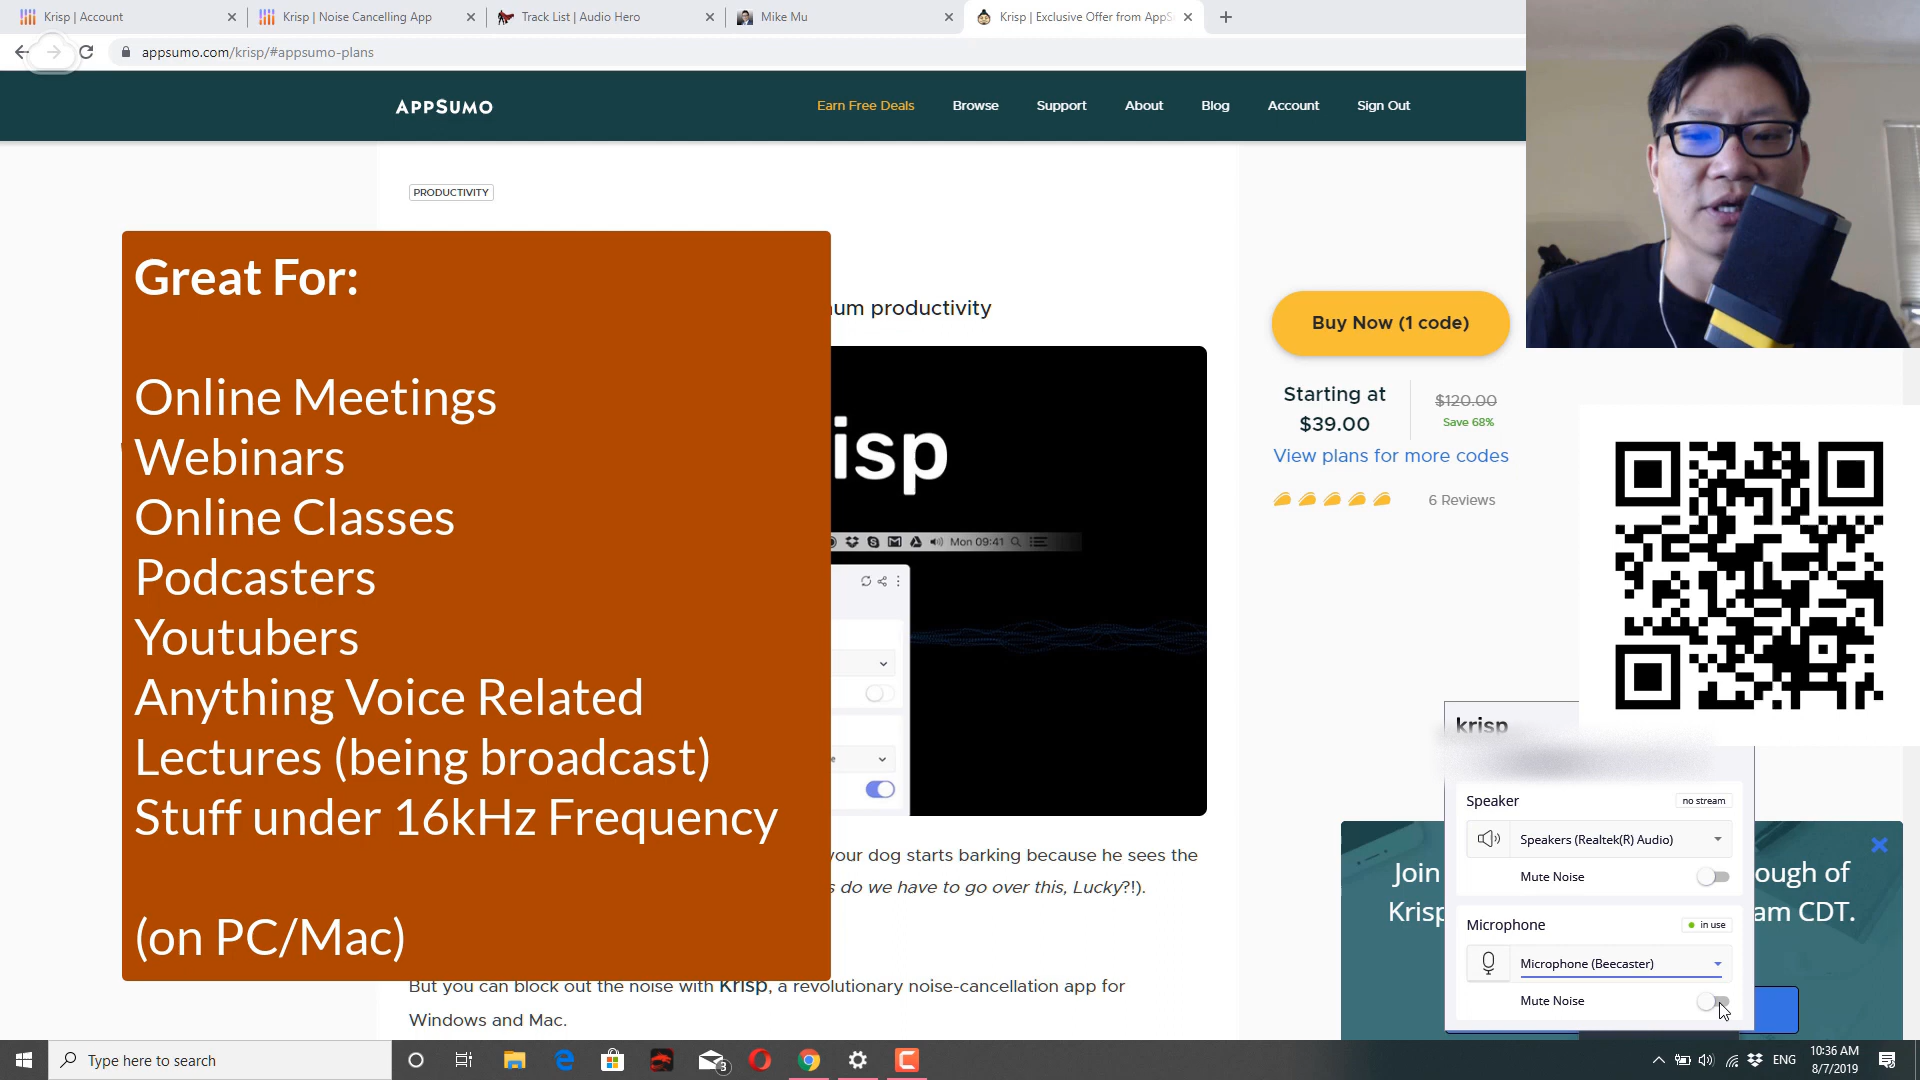 Krisp | Account
Krisp | Noise Cancelling App
Track List | Audio Hero
Mike Mu
Krisp | Exclusive Offer from AppS
appsumo.com/krisp/#appsumo-plans
APPSUMO
Earn Free Deals
Browse
Support
About
Blog
Account
Sign Out
PRODUCTIVITY
um productivity
Great For:
Online Meetings
Webinars
Online Classes
Podcasters
Youtubers
Anything Voice Related
Lectures (being broadcast)
Stuff under 16kHz Frequency
(on PC/Mac)
isp
Mon 09:41
Buy Now (1 code)
Starting at
$39.00
$120.00
Save 68%
View plans for more codes
6 Reviews
your dog starts barking because he sees the
s do we have to go over this, Lucky?!).
But you can block out the noise with Krisp, a revolutionary noise-cancellation app for
Windows and Mac.
Join
ough of
Krisp
am CDT.
krisp
Speaker
no stream
Speakers (Realtek(R) Audio)
Mute Noise
Microphone
in use
Microphone (Beecaster)
Mute Noise
Type here to search
3
ENG
10:36 AM
8/7/2019